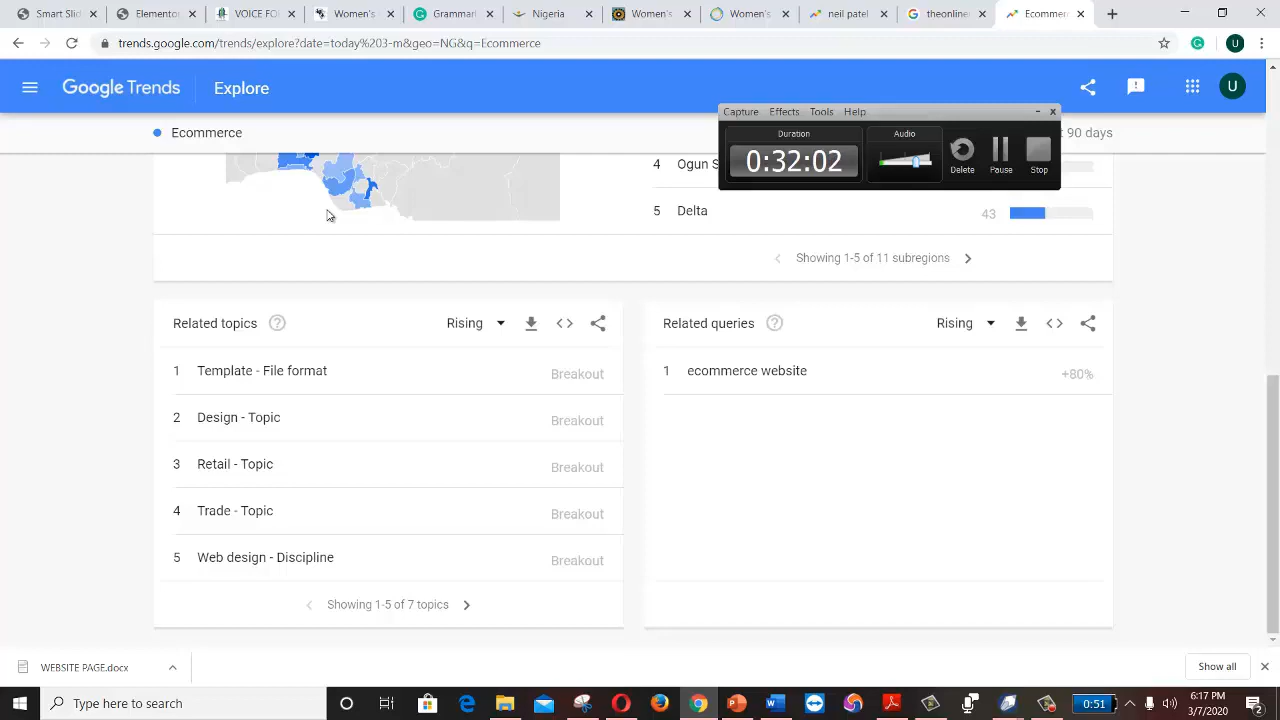 Smart Slid
Elementor
VOICE FO
Women's
Grammarl
Nigeria
Women's
Women's
neil patel
theonline
Ecommer
trends.google.com/trends/explore?date=today%203-m&geo=NG&q=Ecommerce
U
Google Trends Explore
U
Ecommerce
t 90 days
Capture Effects Tools Help
Duration Audio
0:32:02
Delete Pause Stop
4 Ogun S
5 Delta 43
Showing 1-5 of 11 subregions
Related topics Rising
1 Template - File format Breakout
2 Design - Topic Breakout
3 Retail - Topic Breakout
4 Trade - Topic Breakout
5 Web design - Discipline Breakout
Showing 1-5 of 7 topics
Related queries Rising
1 ecommerce website +80%
WEBSITE PAGE.docx
Show all
Type here to search
0:51
6:17 PM
3/7/2020
2